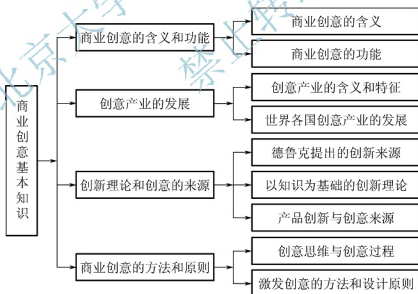 商业创意基本知识
商业创意的含义和功能
商业创意的含义
商业创意的功能
创意产业的发展
创意产业的含义和特征
世界各国创意产业的发展
创新理论和创意的来源
德鲁克提出的创新来源
以知识为基础的创新理论
产品创新与创意来源
商业创意的方法和原则
创意思维与创意过程
激发创意的方法和设计原则
北京大
禁止转